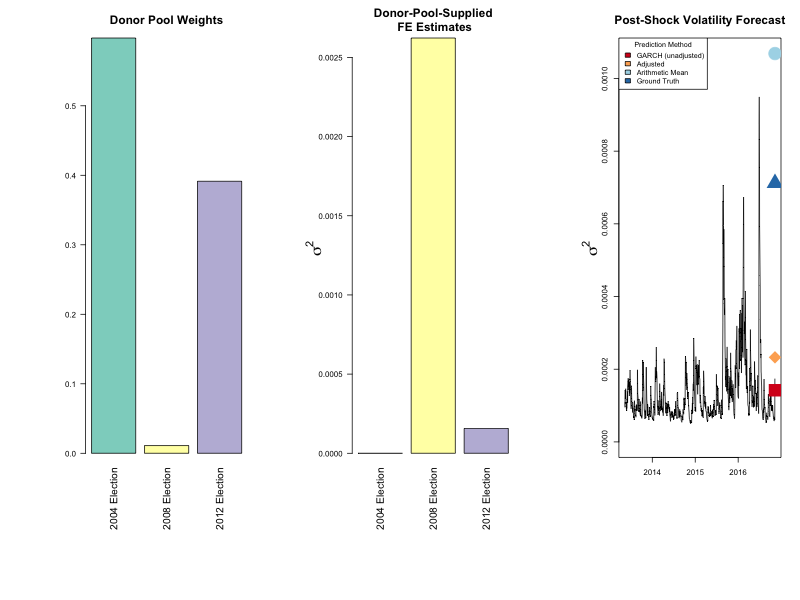 Donor Pool Weights
0.5
0.4
0.3
0.2
0.1
0.0
2004 Election
2008 Election
2012 Election
Donor-Pool-Supplied
FE Estimates
σ2
0.0025
0.0020
0.0015
0.0010
0.0005
0.0000
2004 Election
2008 Election
2012 Election
Post-Shock Volatility Forecast
Prediction Method
GARCH (unadjusted)
Adjusted
Arithmetic Mean
Ground Truth
σ2
0.0010
0.0008
0.0006
0.0004
0.0002
0.0000
2014
2015
2016